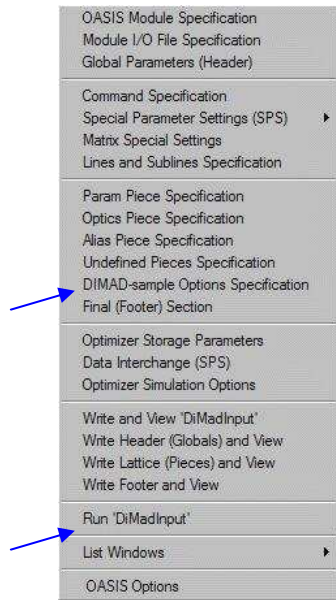 OASIS Module Specification
Module I/O File Specification
Global Parameters (Header)
Command Specification
Special Parameter Settings (SPS)
Matrix Special Settings
Lines and Sublines Specification
Param Piece Specification
Optics Piece Specification
Alias Piece Specification
Undefined Pieces Specification
DIMAD-sample Options Specification
Final (Footer) Section
Optimizer Storage Parameters
Data Interchange (SPS)
Optimizer Simulation Options
Write and View 'DiMadInput'
Write Header (Globals) and View
Write Lattice (Pieces) and View
Write Footer and View
Run 'DiMadInput'
List Windows
OASIS Options